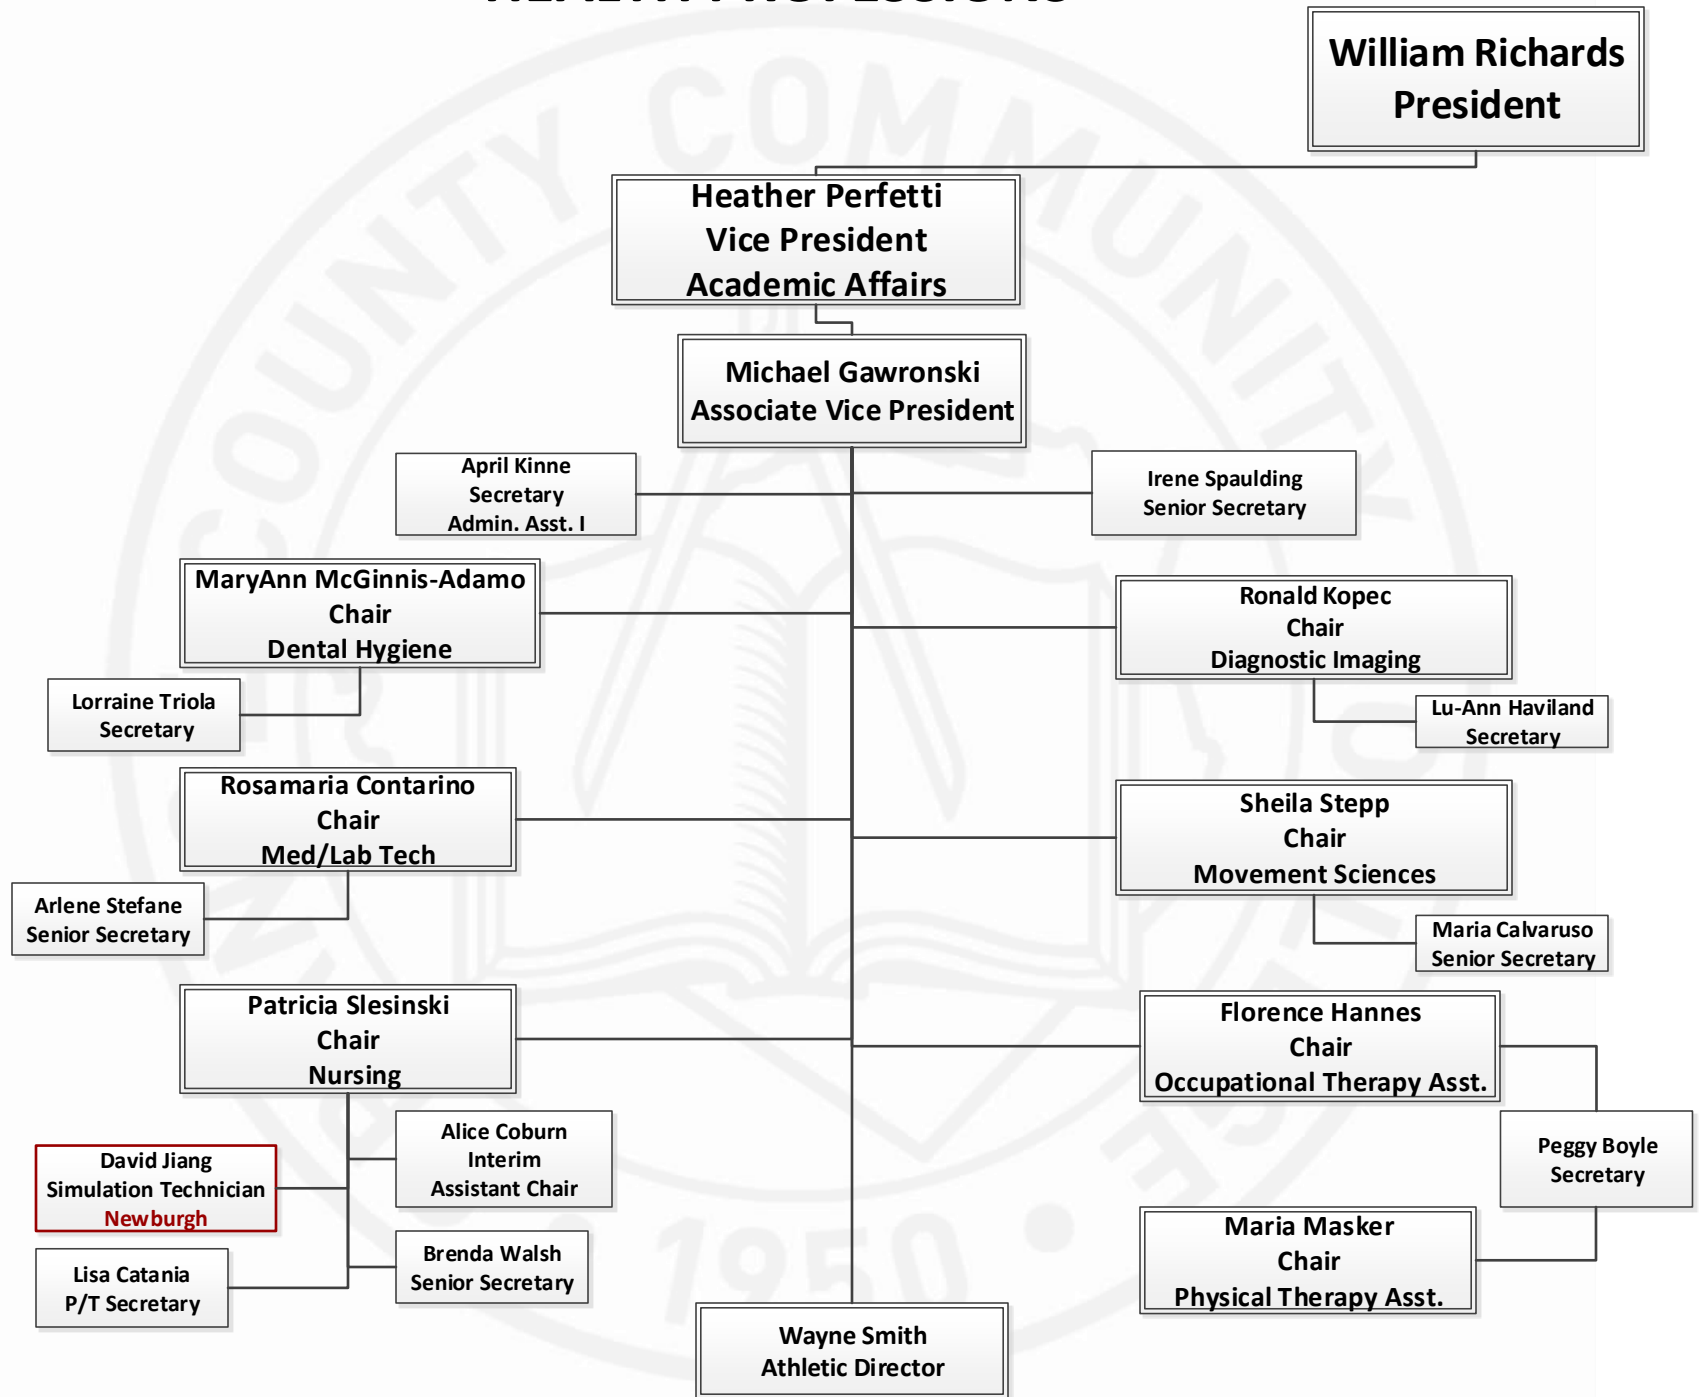 HEALTH PROFESSIONS
William Richards
President
Heather Perfetti
Vice President
Academic Affairs
Michael Gawronski
Associate Vice President
April Kinne
Secretary
Admin. Asst. I
Irene Spaulding
Senior Secretary
MaryAnn McGinnis-Adamo
Chair
Dental Hygiene
Ronald Kopec
Chair
Diagnostic Imaging
Lorraine Triola
Secretary
Lu-Ann Haviland
Secretary
Rosamaria Contarino
Chair
Med/Lab Tech
Sheila Stepp
Chair
Movement Sciences
Arlene Stefane
Senior Secretary
Maria Calvaruso
Senior Secretary
Patricia Slesinski
Chair
Nursing
Florence Hannes
Chair
Occupational Therapy Asst.
Alice Coburn
Interim
Assistant Chair
David Jiang
Simulation Technician
Newburgh
Peggy Boyle
Secretary
Brenda Walsh
Senior Secretary
Lisa Catania
P/T Secretary
Maria Masker
Chair
Physical Therapy Asst.
Wayne Smith
Athletic Director
COUNTY COMMUNITY
1950